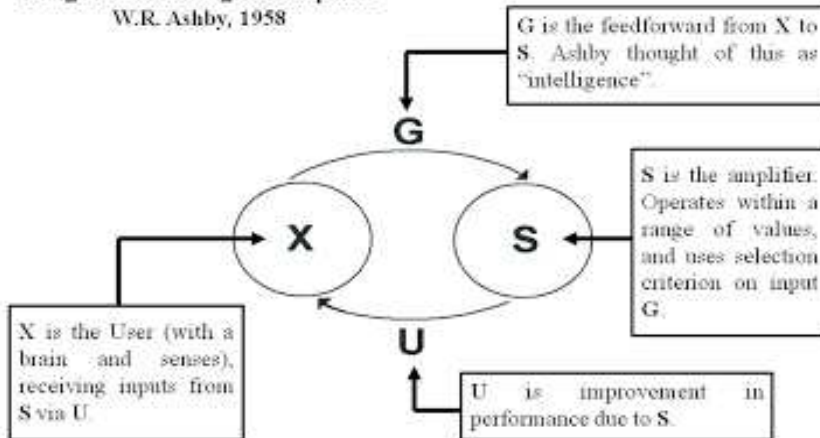 W.R. Ashby, 1958
G is the feedforward from X to
S. Ashby thought of this as
"intelligence".
G
S is the amplifier.
Operates within a
range of values,
and uses selection
criterion on input
G.
X
S
X is the User (with a
brain and senses),
receiving inputs from
S via U.
U
U is improvement in
performance due to S.